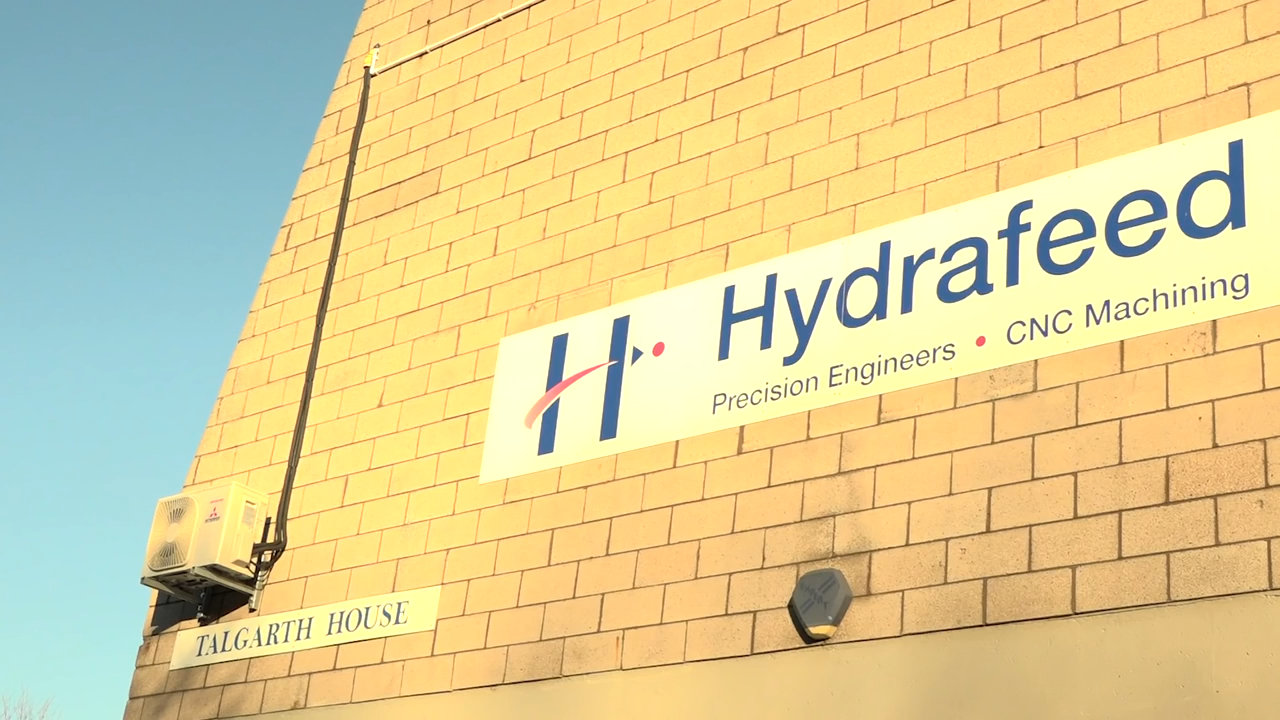 Hydrafeed
Precision Engineers • CNC Machining
TALGARTH HOUSE